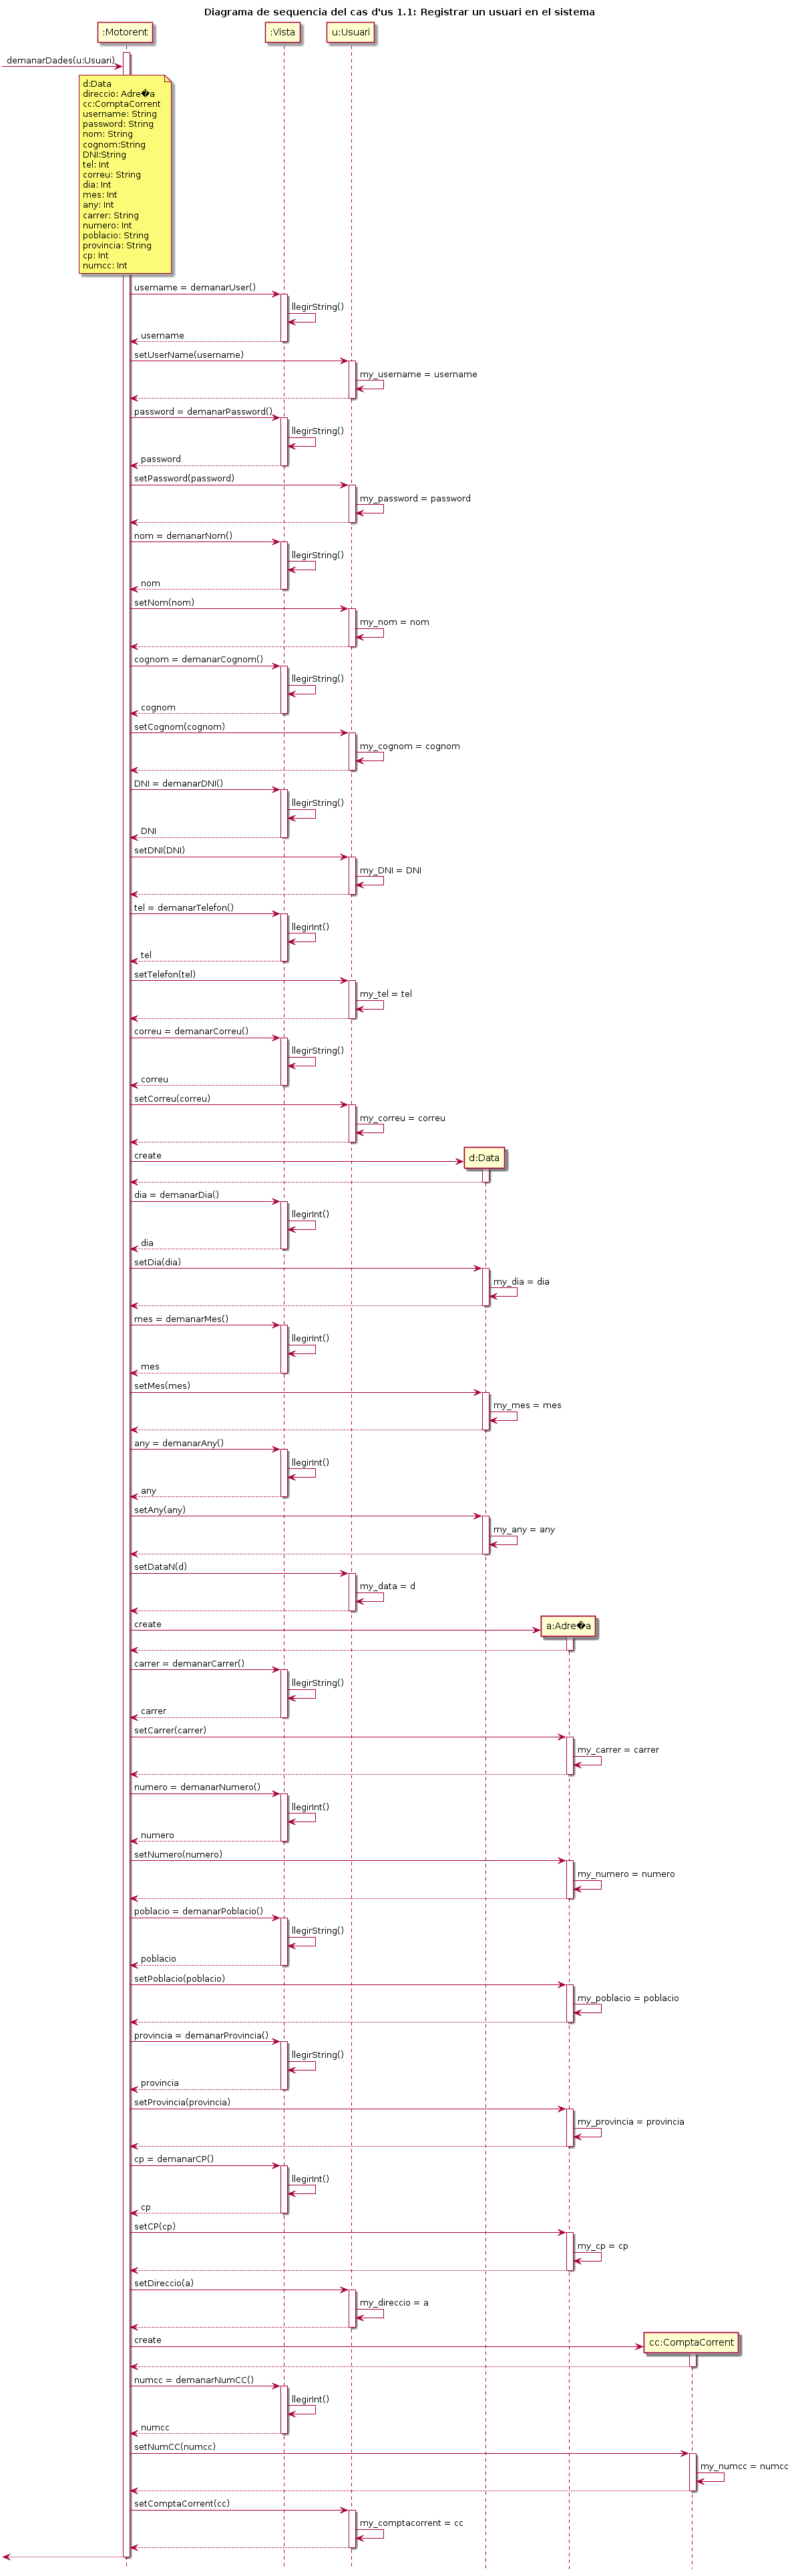 Diagrama de sequencia del cas d'us 1.1: Registrar un usuari en el sistema
:Motorent :Vista u:Usuari
demanarDades(u:Usuari)
d:Data
direccio: Adre�a
cc:ComptaCorrent
username: String
password: String
nom: String
cognom:String
DNI:String
tel: Int
correu: String
dia: Int
mes: Int
any: Int
carrer: String
numero: Int
poblacio: String
provincia: String
cp: Int
numcc: Int
username = demanarUser()
llegirString()
username
setUserName(username)
my_username = username
password = demanarPassword()
llegirString()
password
setPassword(password)
my_password = password
nom = demanarNom()
llegirString()
nom
setNom(nom)
my_nom = nom
cognom = demanarCognom()
llegirString()
cognom
setCognom(cognom)
my_cognom = cognom
DNI = demanarDNI()
llegirString()
DNI
setDNI(DNI)
my_DNI = DNI
tel = demanarTelefon()
llegirInt()
tel
setTelefon(tel)
my_tel = tel
correu = demanarCorreu()
llegirString()
correu
setCorreu(correu)
my_correu = correu
create
d:Data
dia = demanarDia()
llegirInt()
dia
setDia(dia)
my_dia = dia
mes = demanarMes()
llegirInt()
mes
setMes(mes)
my_mes = mes
any = demanarAny()
llegirInt()
any
setAny(any)
my_any = any
setDataN(d)
my_data = d
create
a:Adre�a
carrer = demanarCarrer()
llegirString()
carrer
setCarrer(carrer)
my_carrer = carrer
numero = demanarNumero()
llegirInt()
numero
setNumero(numero)
my_numero = numero
poblacio = demanarPoblacio()
llegirString()
poblacio
setPoblacio(poblacio)
my_poblacio = poblacio
provincia = demanarProvincia()
llegirString()
provincia
setProvincia(provincia)
my_provincia = provincia
cp = demanarCP()
llegirInt()
cp
setCP(cp)
my_cp = cp
setDireccio(a)
my_direccio = a
create
cc:ComptaCorrent
numcc = demanarNumCC()
llegirInt()
numcc
setNumCC(numcc)
my_numcc = numcc
setComptaCorrent(cc)
my_comptacorrent = cc